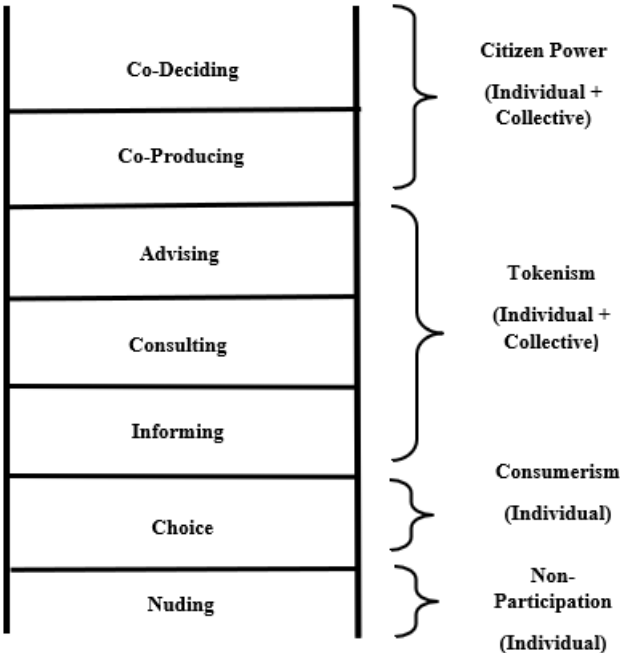 Co-Deciding
Co-Producing
Advising
Consulting
Informing
Choice
Nuding
Citizen Power
(Individual +
Collective)
Tokenism
(Individual +
Collective)
Consumerism
(Individual)
Non-
Participation
(Individual)